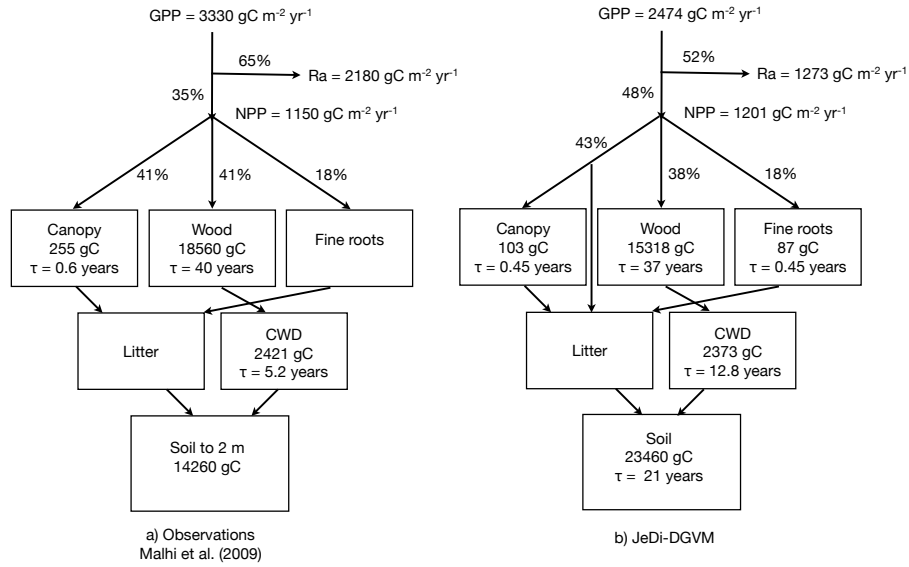 GPP = 3330 gC m⁻² yr⁻¹
65%
Ra = 2180 gC m⁻² yr⁻¹
35%
NPP = 1150 gC m⁻² yr⁻¹
41%
41%
18%
Canopy
255 gC
τ = 0.6 years
Wood
18560 gC
τ = 40 years
Fine roots
Litter
CWD
2421 gC
τ = 5.2 years
Soil to 2 m
14260 gC
a) Observations
Malhi et al. (2009)
GPP = 2474 gC m⁻² yr⁻¹
52%
Ra = 1273 gC m⁻² yr⁻¹
48%
NPP = 1201 gC m⁻² yr⁻¹
43%
38%
18%
Canopy
103 gC
τ = 0.45 years
Wood
15318 gC
τ = 37 years
Fine roots
87 gC
τ = 0.45 years
Litter
CWD
2373 gC
τ = 12.8 years
Soil
23460 gC
τ = 21 years
b) JeDi-DGVM